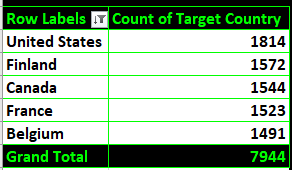 Row Labels Count of Target Country
United States 1814
Finland 1572
Canada 1544
France 1523
Belgium 1491
Grand Total 7944